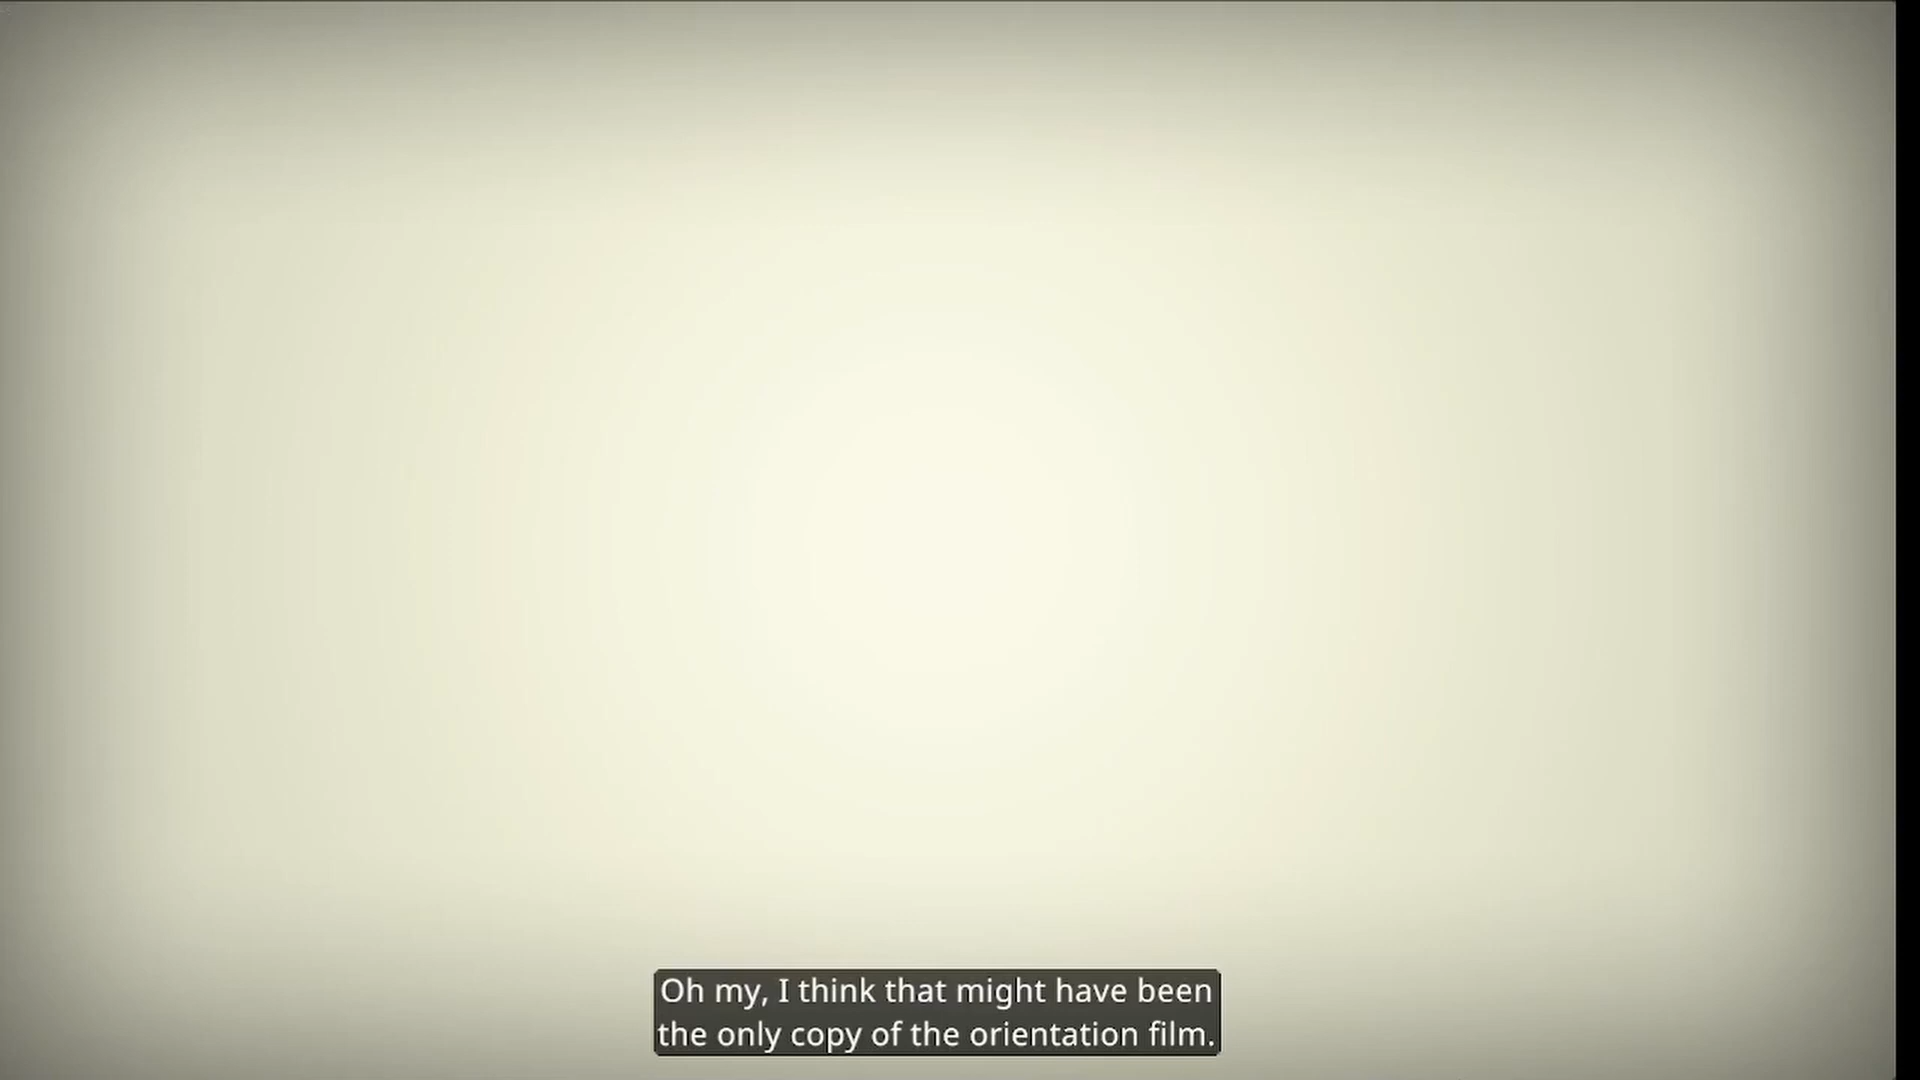 Oh my, I think that might have been
the only copy of the orientation film.